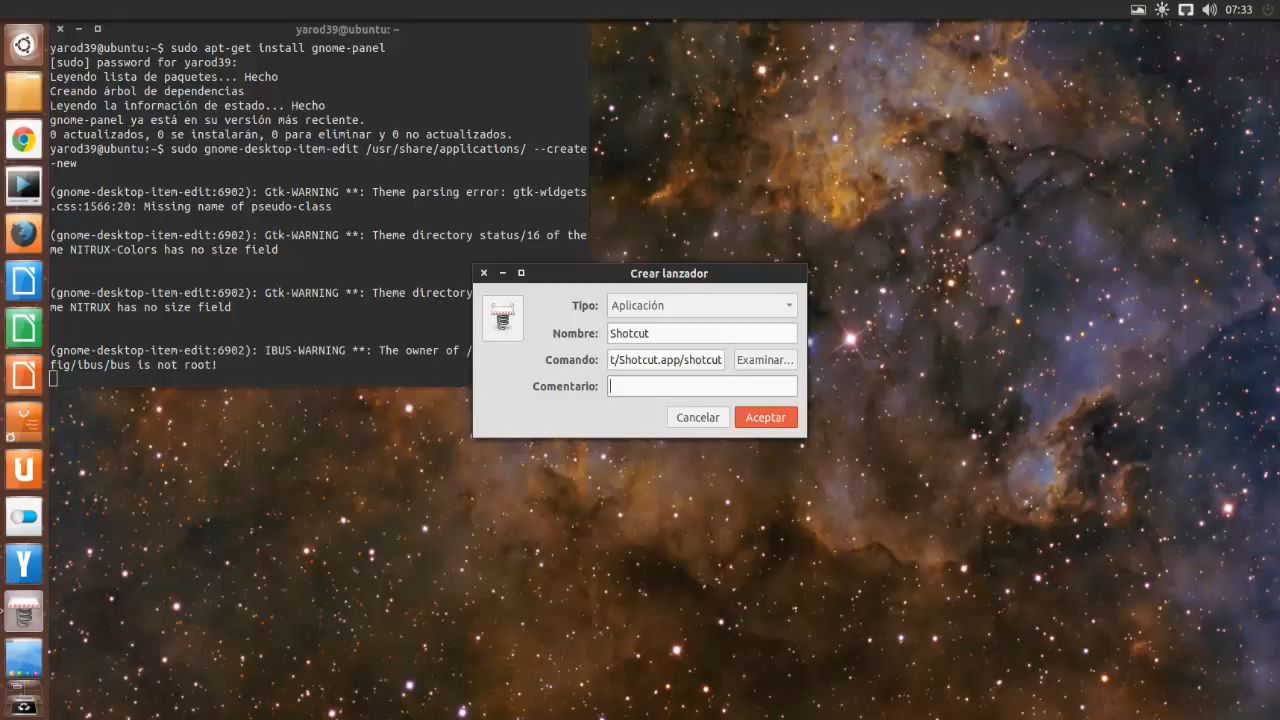 07:33
yarod39@ubuntu: ~
yarod39@ubuntu:~$ sudo apt-get install gnome-panel
[sudo] password for yarod39:
Leyendo lista de paquetes... Hecho
Creando árbol de dependencias
Leyendo la información de estado... Hecho
gnome-panel ya está en su versión más reciente.
0 actualizados, 0 se instalarán, 0 para eliminar y 0 no actualizados.
yarod39@ubuntu:~$ sudo gnome-desktop-item-edit /usr/share/applications/ --create
-new
(gnome-desktop-item-edit:6902): Gtk-WARNING **: Theme parsing error: gtk-widgets
.css:1566:20: Missing name of pseudo-class
(gnome-desktop-item-edit:6902): Gtk-WARNING **: Theme directory status/16 of the
me NITRUX-Colors has no size field
(gnome-desktop-item-edit:6902): Gtk-WARNING **: Theme directory
me NITRUX has no size field
(gnome-desktop-item-edit:6902): IBUS-WARNING **: The owner of /
fig/ibus/bus is not root!
Crear lanzador
Tipo: Aplicación
Nombre: Shotcut
Comando: t/Shotcut.app/shotcut Examinar...
Comentario:
Cancelar Aceptar